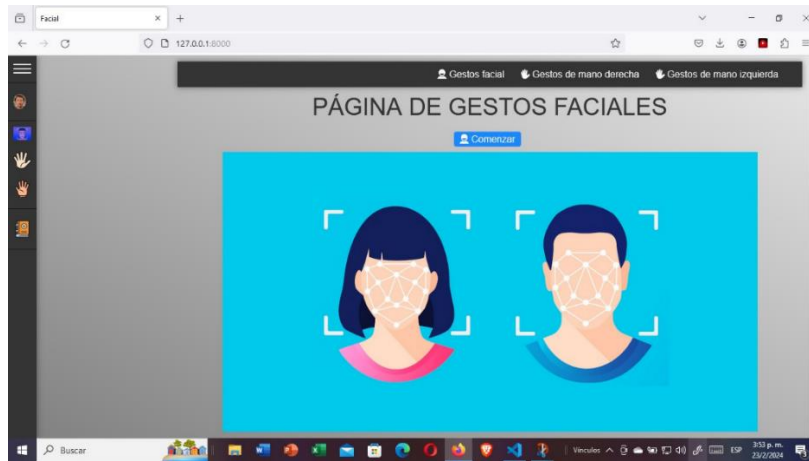 Facial
127.0.0.1:8000
Gestos facial Gestos de mano derecha Gestos de mano izquierda
PÁGINA DE GESTOS FACIALES
Comenzar
Buscar
Vínculos
ESP
3:53 p. m.
23/2/2024